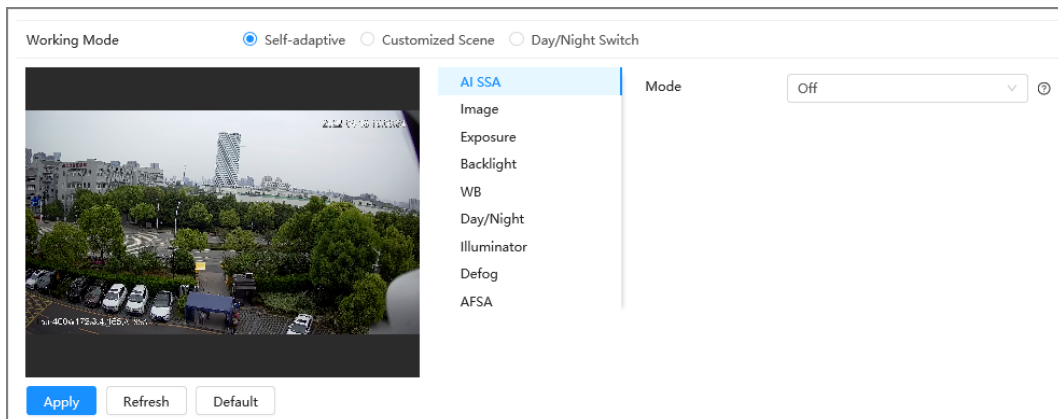 Working Mode
Self-adaptive Customized Scene Day/Night Switch
AI SSA
Mode
Off
Image
Exposure
Backlight
WB
Day/Night
Illuminator
Defog
AFSA
Apply
Refresh
Default